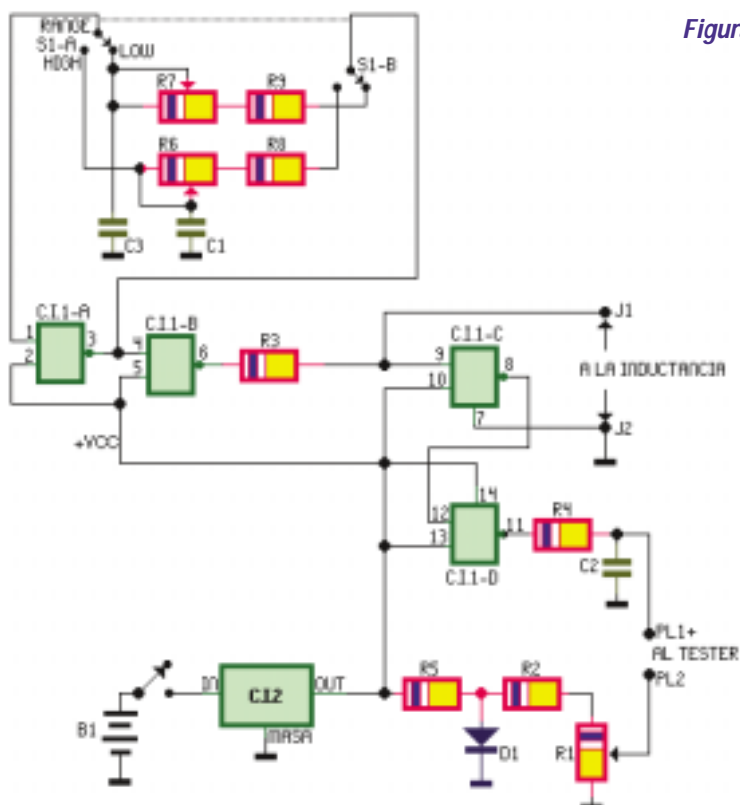 Figur
RANGE
S1-A
HIGH
LOW
S1-B
R7
R9
R6
R8
C3
C1
C.I.1-A
1
2
3
C.I.1-B
4
5
6
R3
C.I.1-C
9
10
8
7
J1
A LA INDUCTANCIA
J2
+VCC
14
12
13
11
C.I.1-D
R4
C2
PL1+
AL TESTER
PL2
IN
C.I.2
OUT
MASA
B1
R5
R2
D1
R1